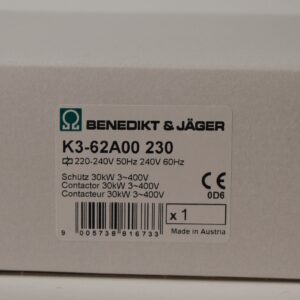 BENEDIKT & JÄGER
K3-62A00 230
220-240V 50Hz 240V 60Hz
Schütz 30kW 3~400V
Contactor 30kW 3~400V
Contacteur 30kW 3~400V
CE
0D6
x 1
Made in Austria
9 005738 816733